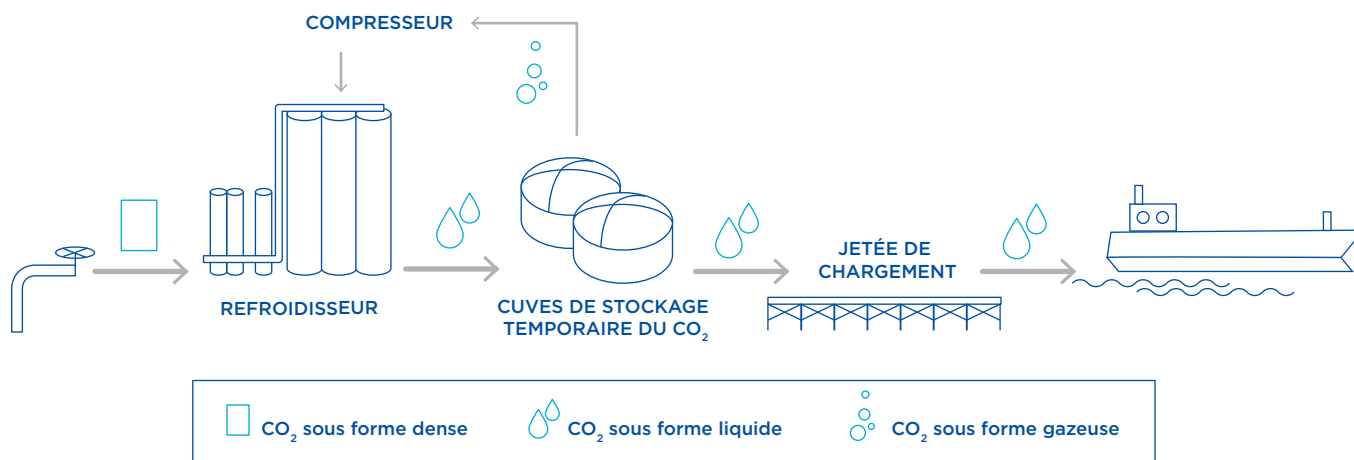 COMPRESSEUR
REFROIDISSEUR
CUVES DE STOCKAGE
TEMPORAIRE DU CO₂
JETÉE DE
CHARGEMENT
CO₂ sous forme dense
CO₂ sous forme liquide
CO₂ sous forme gazeuse